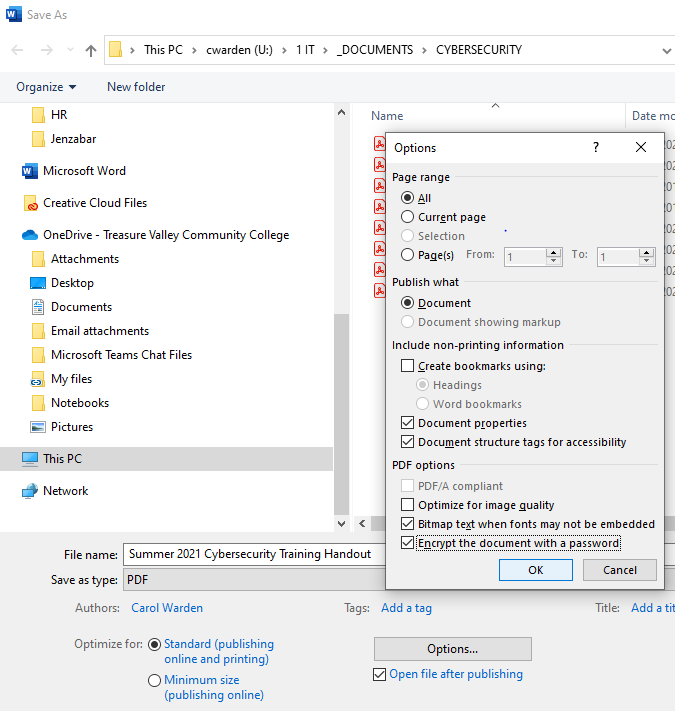 Save As
This PC > cwarden (U:) > 1 IT > _DOCUMENTS > CYBERSECURITY
Organize
New folder
HR
Jenzabar
Microsoft Word
Creative Cloud Files
OneDrive - Treasure Valley Community College
Attachments
Desktop
Documents
Email attachments
Microsoft Teams Chat Files
My files
Notebooks
Pictures
This PC
Network
Name
Options
?
Page range
All
Current page
Selection
Page(s) From: 1 To: 1
Publish what
Document
Document showing markup
Include non-printing information
Create bookmarks using:
Headings
Word bookmarks
Document properties
Document structure tags for accessibility
PDF options
PDF/A compliant
Optimize for image quality
Bitmap text when fonts may not be embedded
Encrypt the document with a password
OK Cancel
File name: Summer 2021 Cybersecurity Training Handout
Save as type: PDF
Authors: Carol Warden Tags: Add a tag Title:
Optimize for: Standard (publishing
online and printing)
Minimum size
(publishing online)
Options...
Open file after publishing